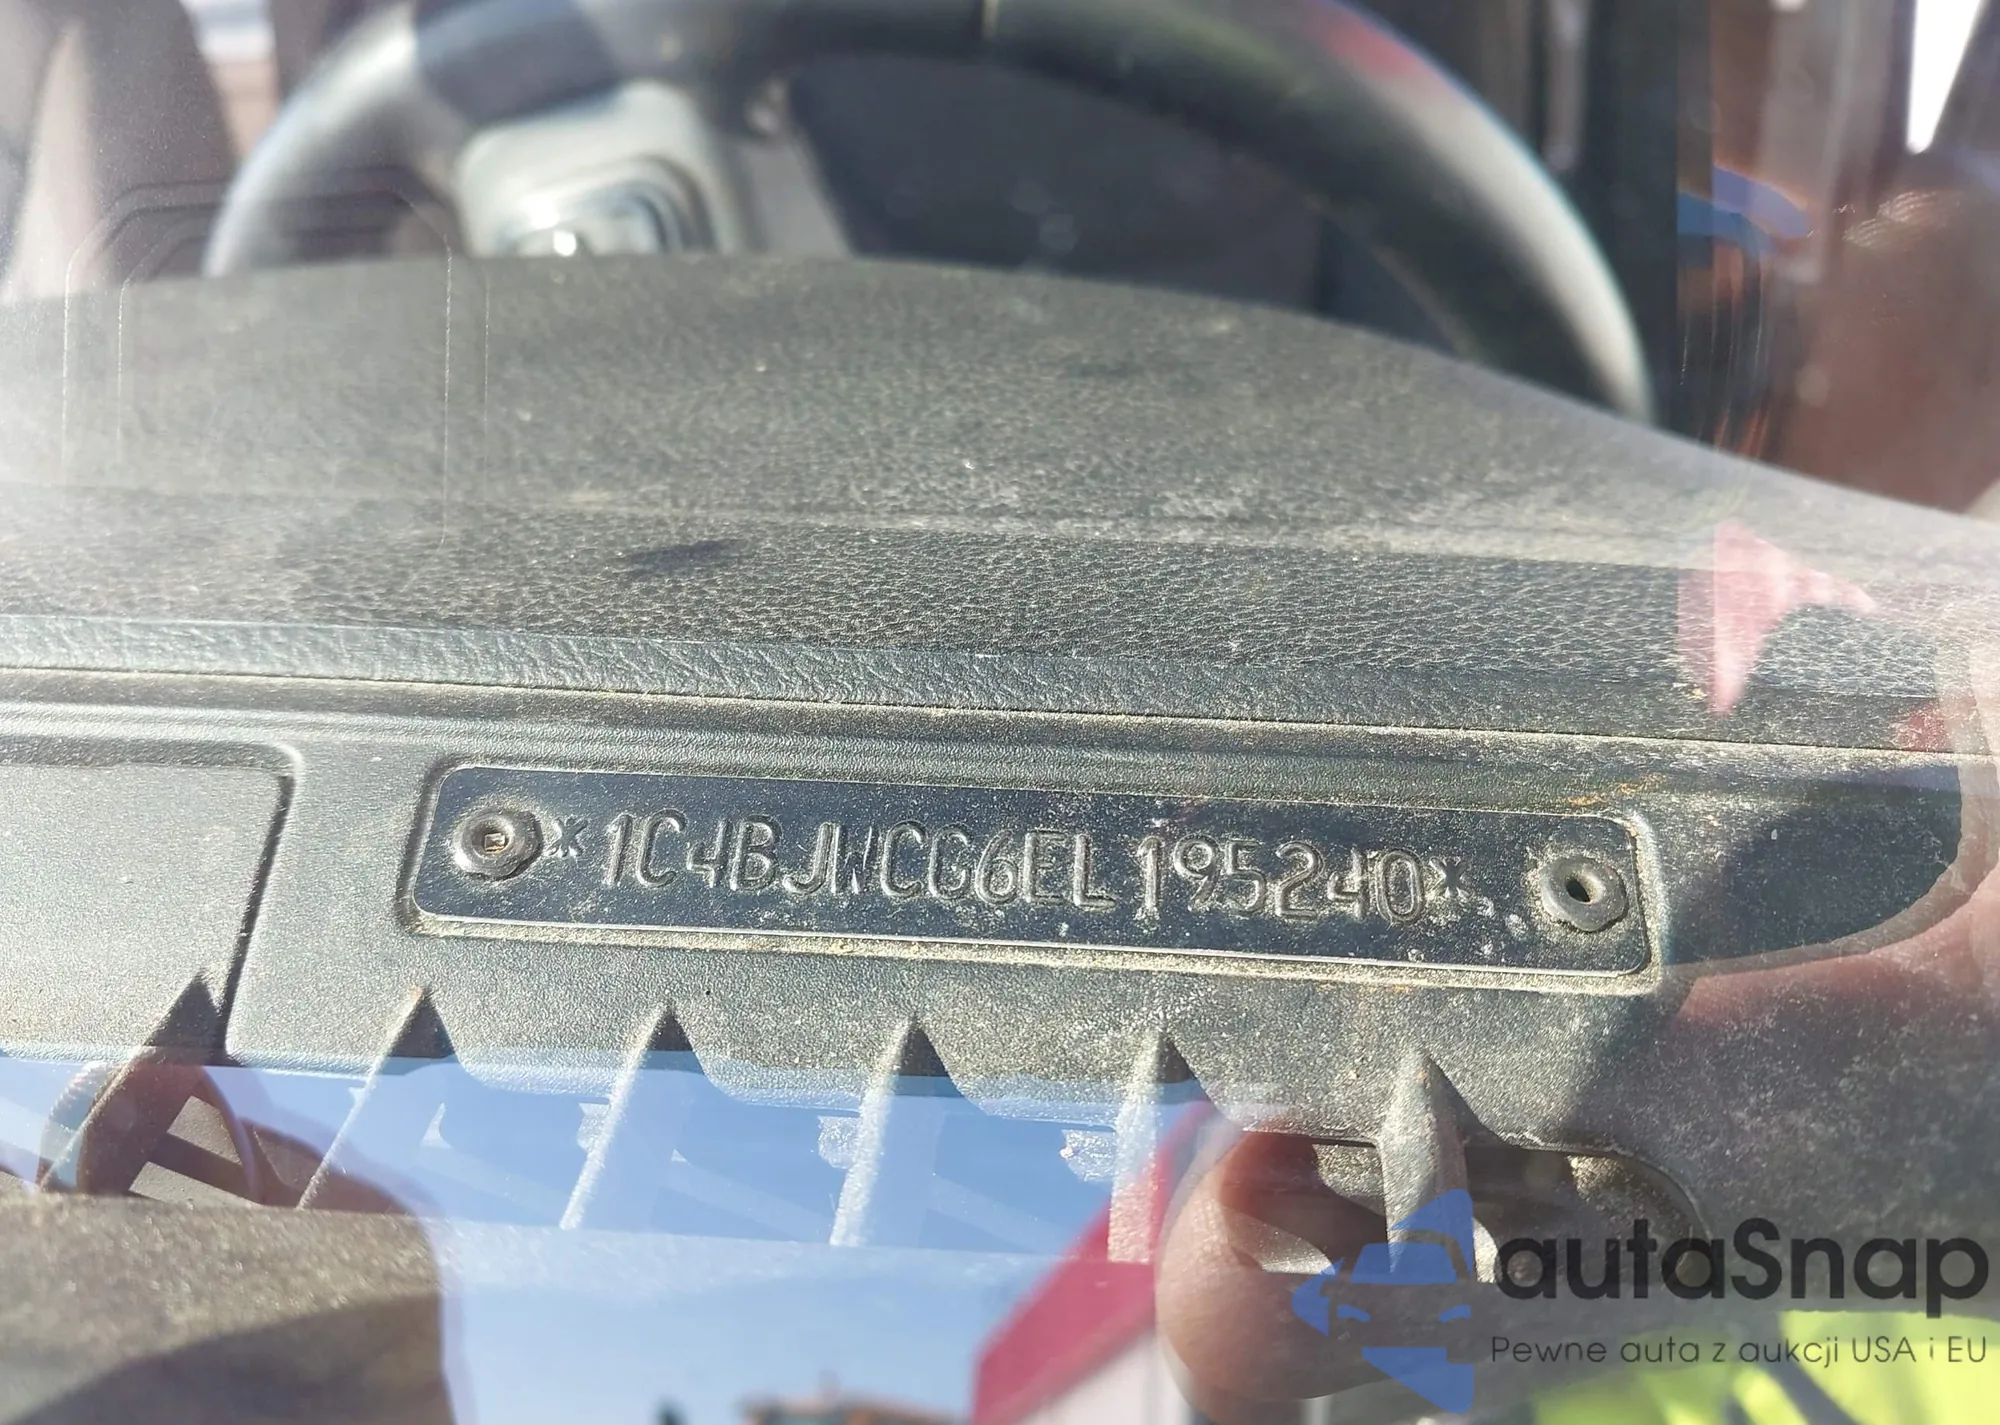 *1C4BJWCG6EL195240*
autaSnap
Pewne auta z aukcji USA i EU